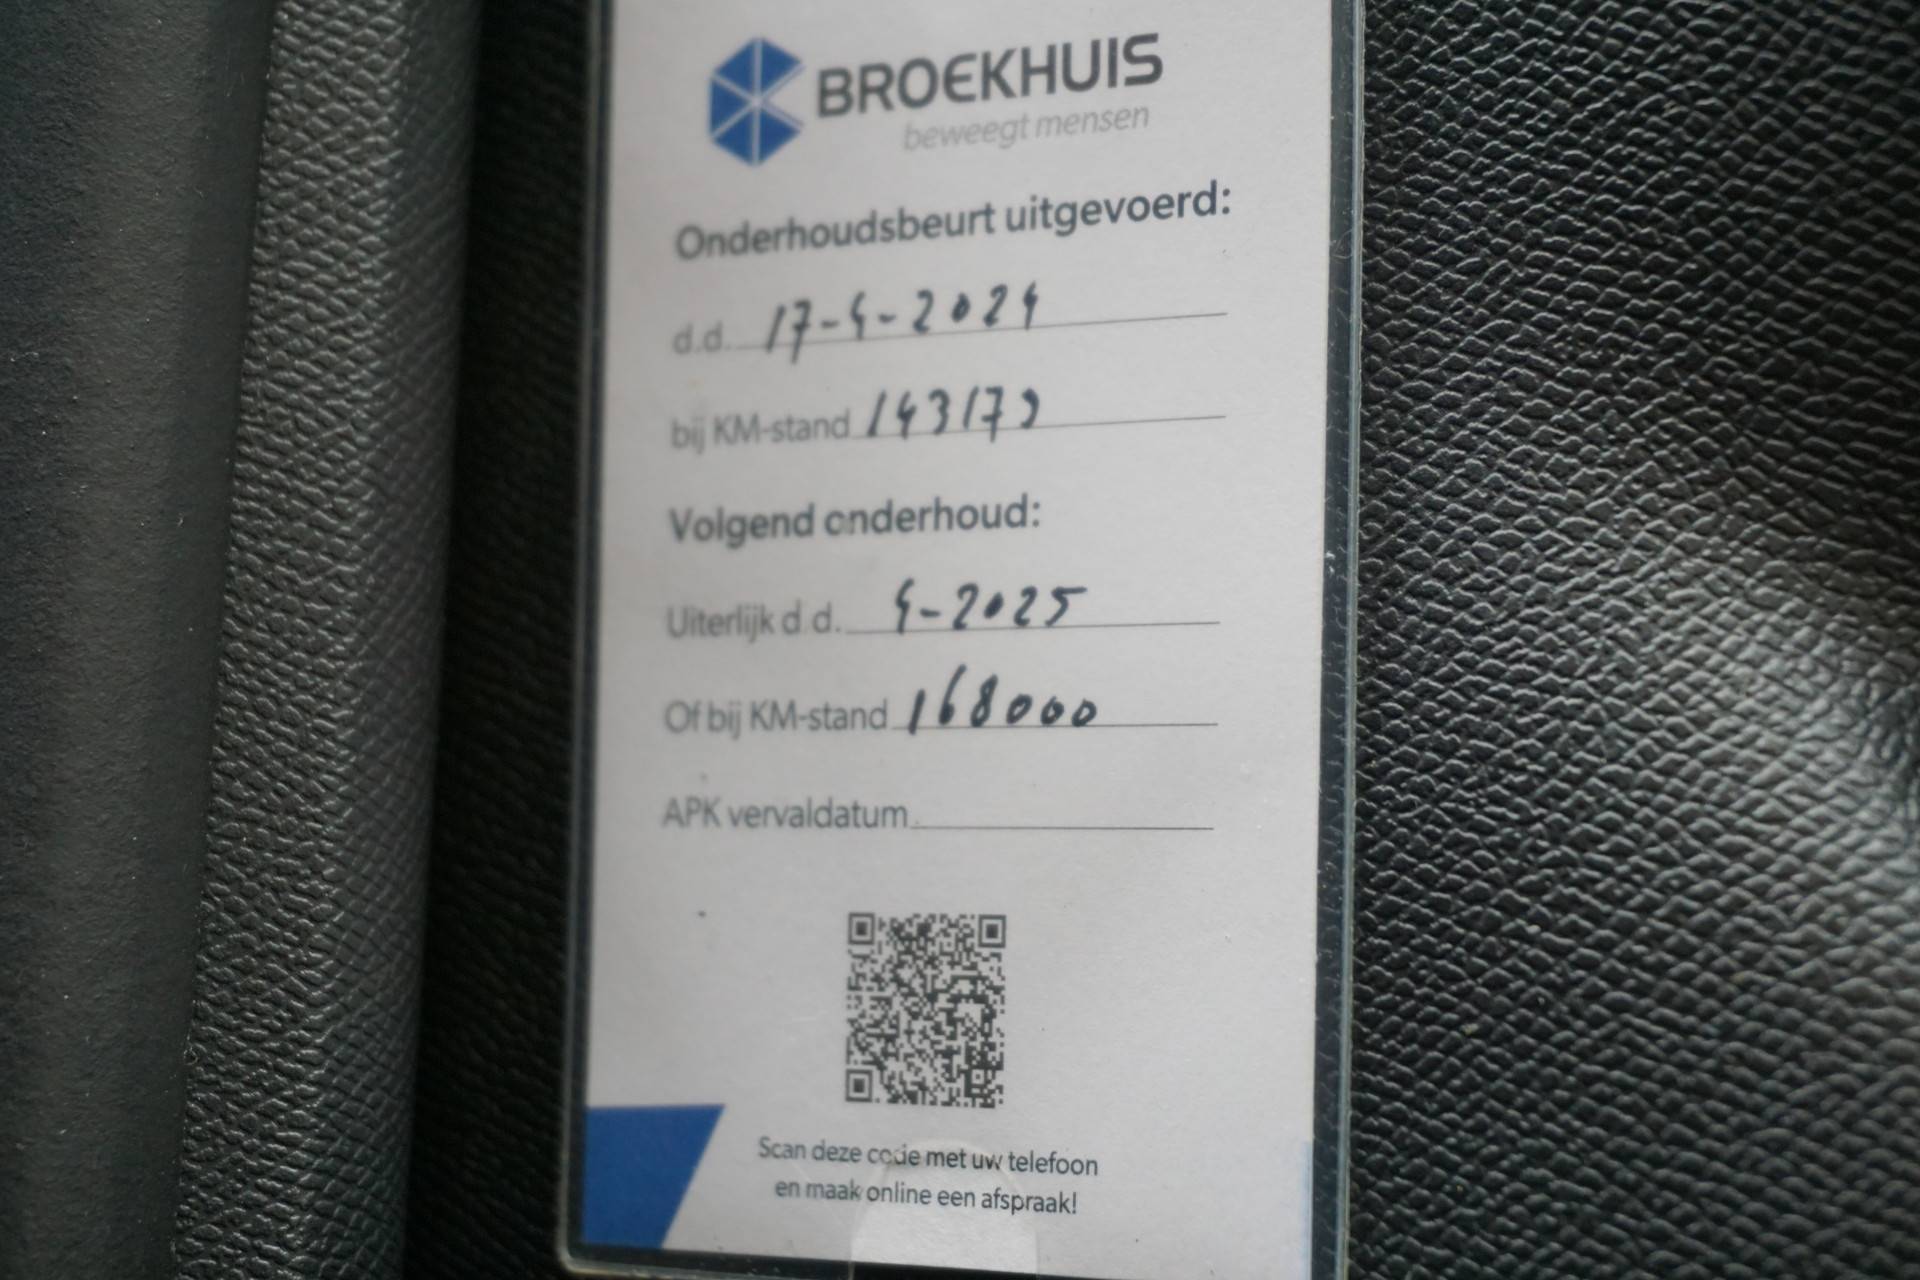 BROEKHUIS
beweegt mensen
Onderhoudsbeurt uitgevoerd:
d.d. 17-4-2024
bij KM-stand 143179
Volgend onderhoud:
Uiterlijk d.d. 4-2025
Of bij KM-stand 168000
APK vervaldatum
Scan deze code met uw telefoon
en maak online een afspraak!